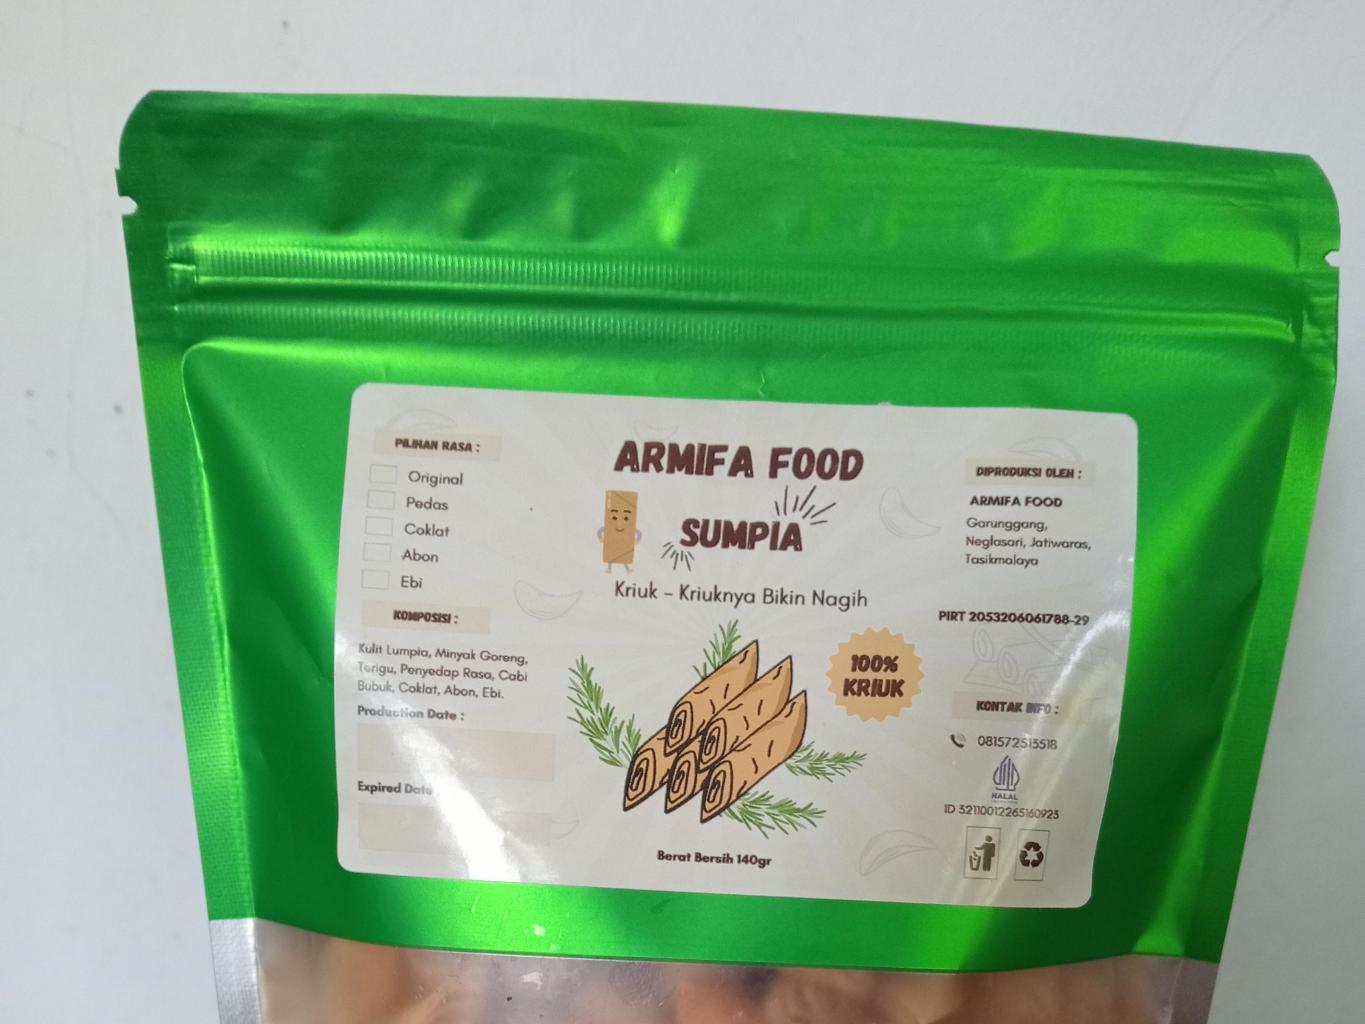 PILIHAN RASA :
Original
Pedas
Coklat
Abon
Ebi
KOMPOSISI :
Kulit Lumpia, Minyak Goreng,
Terigu, Penyedap Rasa, Cabi
Bubuk, Coklat, Abon, Ebi.
Production Date :
Expired Date :
ARMIFA FOOD
SUMPIA
Kriuk – Kriuknya Bikin Nagih
100%
KRIUK
Berat Bersih 140gr
DIPRODUKSI OLEH :
ARMIFA FOOD
Garunggang,
Neglasari, Jatiwaras,
Tasikmalaya
PIRT 2053206061788-29
KONTAK INFO :
081572513518
HALAL
ID 32110012265160923